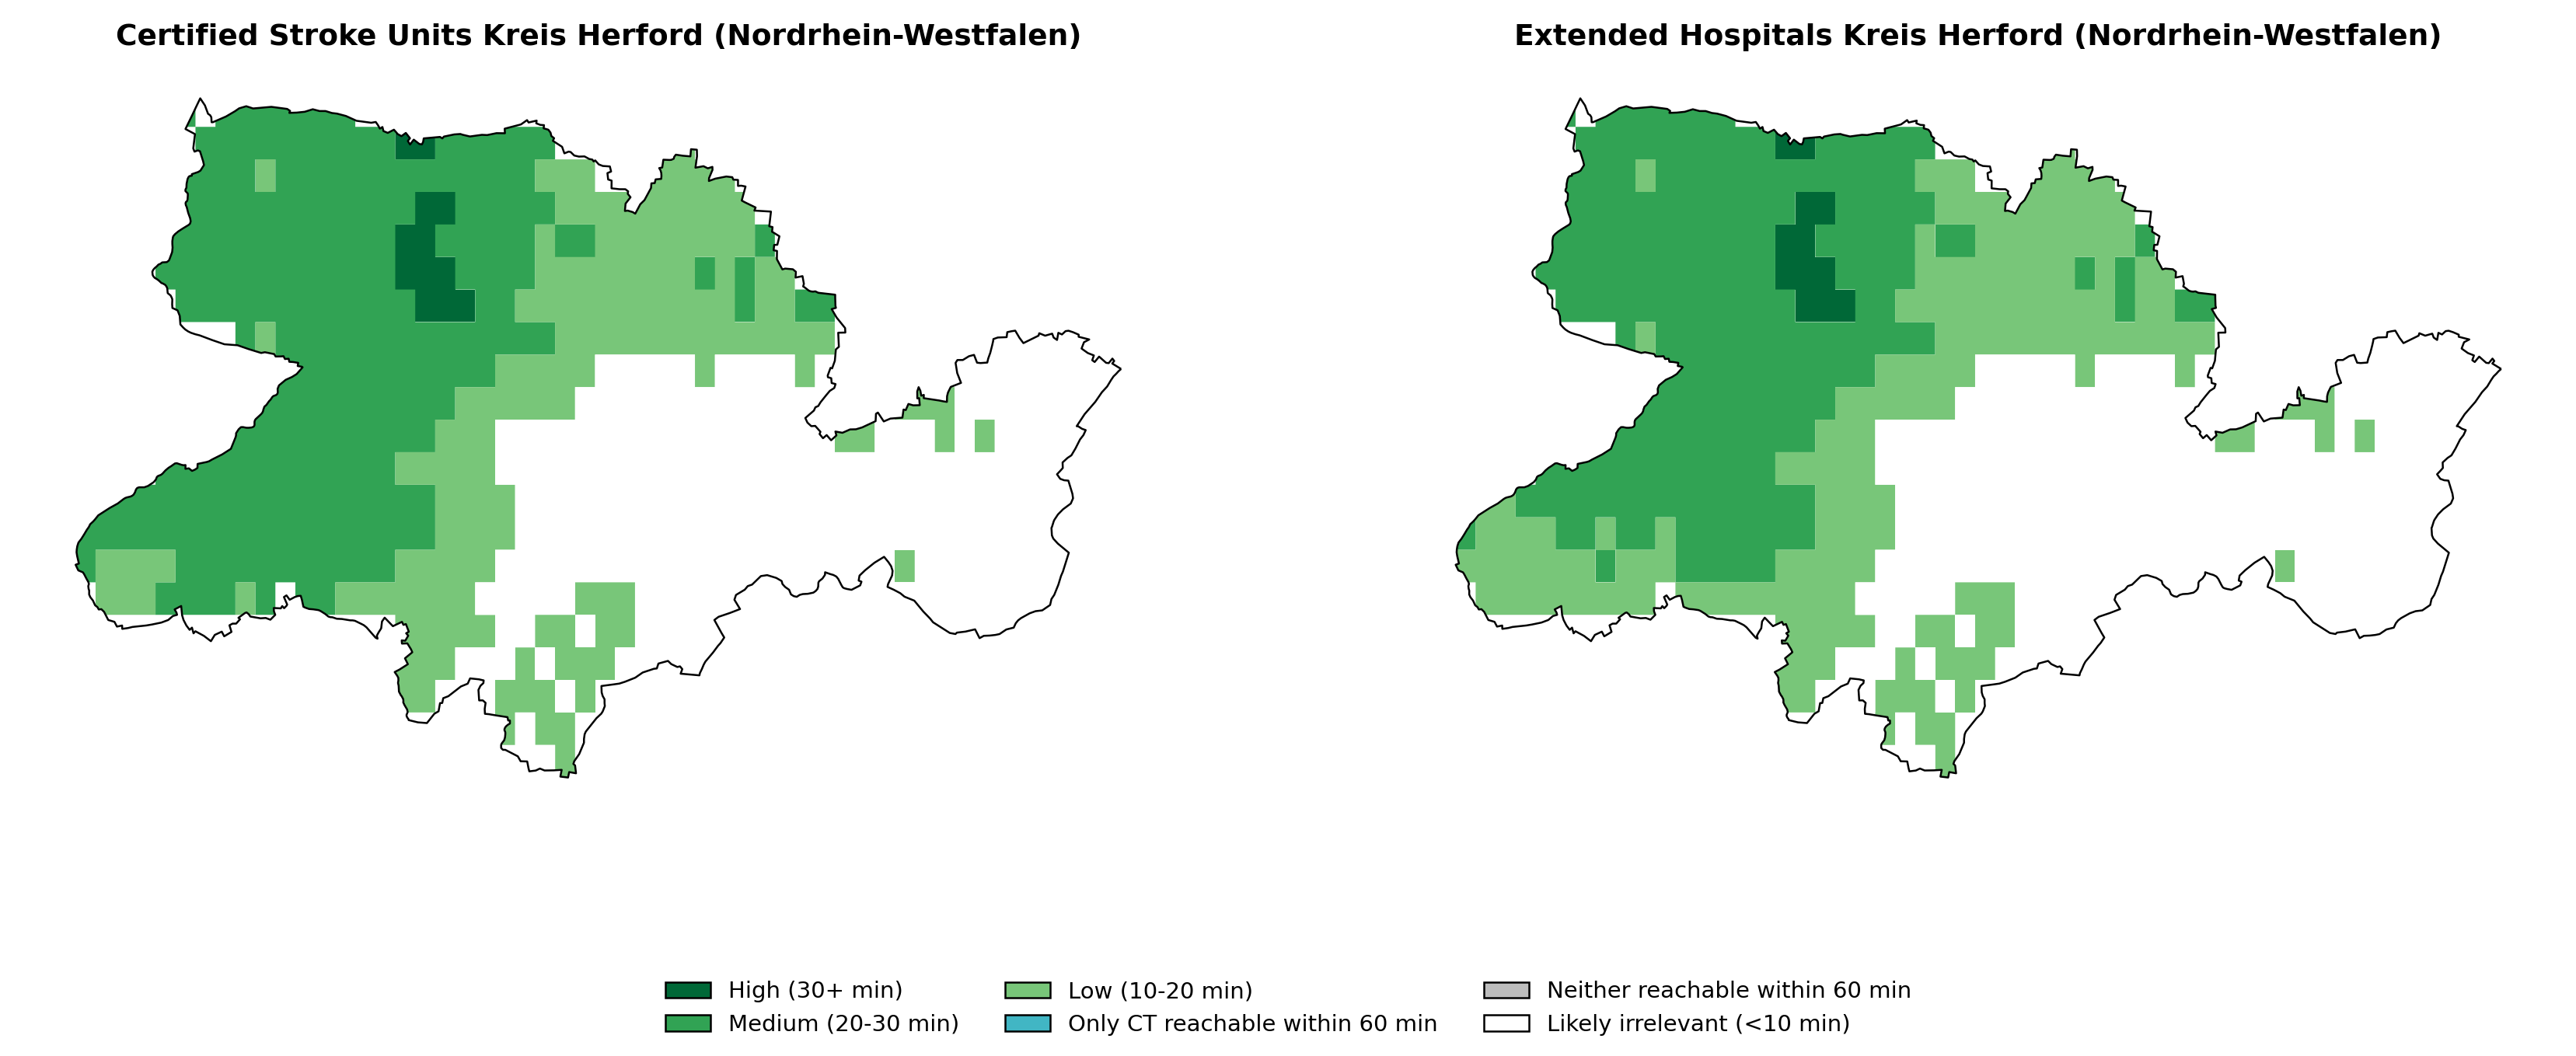 Certified Stroke Units Kreis Herford (Nordrhein-Westfalen)
Extended Hospitals Kreis Herford (Nordrhein-Westfalen)
High (30+ min)
Medium (20-30 min)
Low (10-20 min)
Only CT reachable within 60 min
Neither reachable within 60 min
Likely irrelevant (<10 min)